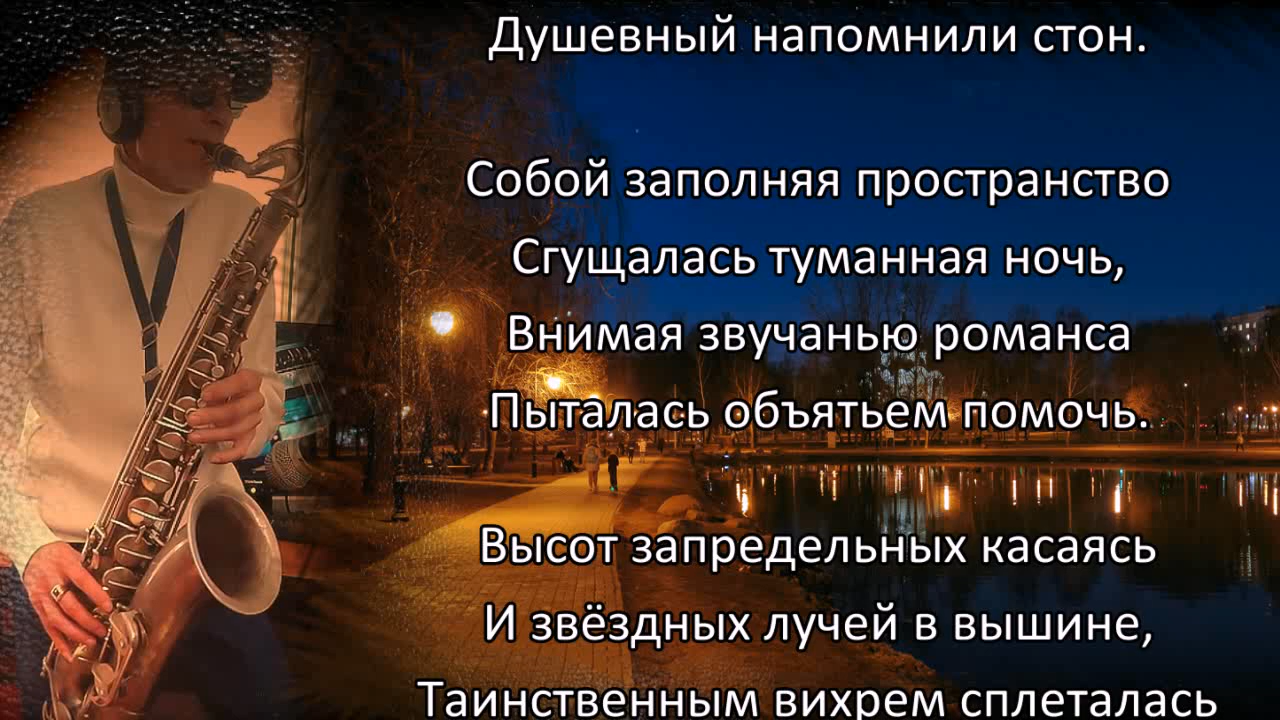 Душевный напомнили стон.
Собой заполняя пространство
Сгущалась туманная ночь,
Внимая звучанью романса
Пыталась объятьем помочь.
Высот запредельных касаясь
И звёздных лучей в вышине,
Таинственным вихрем сплеталась